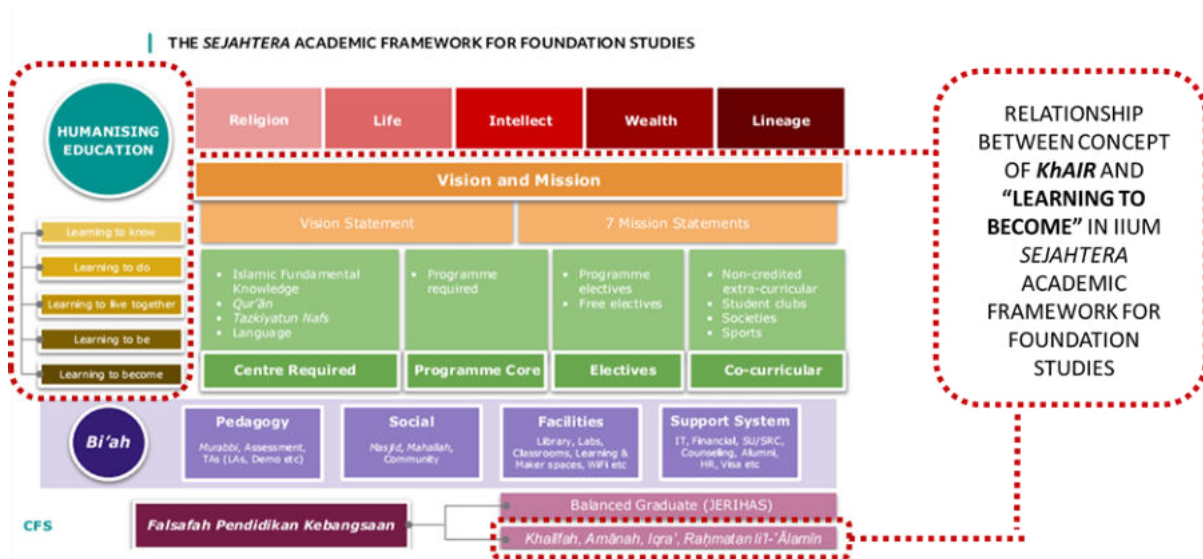 THE SEJAHTERA ACADEMIC FRAMEWORK FOR FOUNDATION STUDIES
HUMANISING
EDUCATION
Religion
Life
Intellect
Wealth
Lineage
Vision and Mission
Vision Statement
7 Mission Statements
Learning to know
Learning to do
Learning to live together
Learning to be
Learning to become
• Islamic Fundamental
Knowledge
• Qur'ān
• Tazkiyatun Nafs
• Language
• Programme
required
• Programme
electives
• Free electives
• Non-credited
extra-curricular
• Student clubs
• Societies
• Sports
Centre Required
Programme Core
Electives
Co-curricular
Bi'ah
Pedagogy
Murabbi, Assessment,
TAs (LAs, Demo etc)
Social
Masjid, Mahallah,
Community
Facilities
Library, Labs,
Classrooms, Learning &
Maker spaces, WiFi etc
Support System
IT, Financial, SU/SRC,
Counseling, Alumni,
HR, Visa etc
CFS
Falsafah Pendidikan Kebangsaan
Balanced Graduate (JERIHAS)
Khalīfah, Amānah, Iqra', Raḥmatan li'l-'Ālamīn
RELATIONSHIP
BETWEEN CONCEPT
OF KhAIR AND
"LEARNING TO
BECOME" IN IIUM
SEJAHTERA
ACADEMIC
FRAMEWORK FOR
FOUNDATION
STUDIES